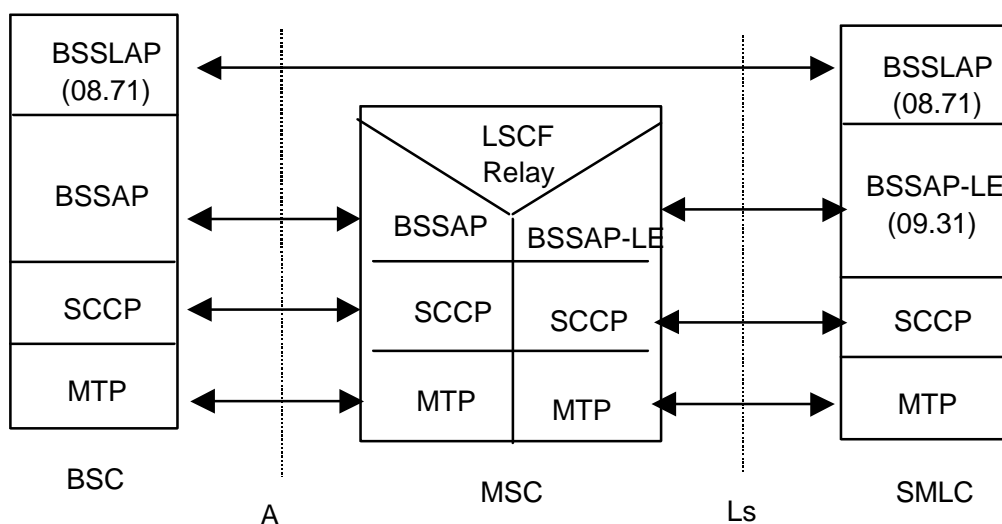 BSSLAP
(08.71)
BSSAP
SCCP
MTP
BSC
A
LSCF
Relay
BSSAP
BSSAP-LE
SCCP
SCCP
MTP
MTP
MSC
Ls
BSSLAP
(08.71)
BSSAP-LE
(09.31)
SCCP
MTP
SMLC